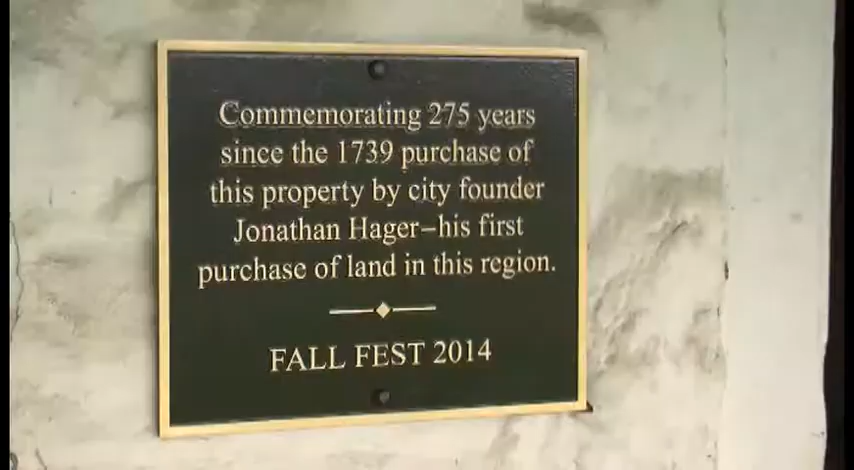 Commemorating 275 years
since the 1739 purchase of
this property by city founder
Jonathan Hager–his first
purchase of land in this region.
FALL FEST 2014